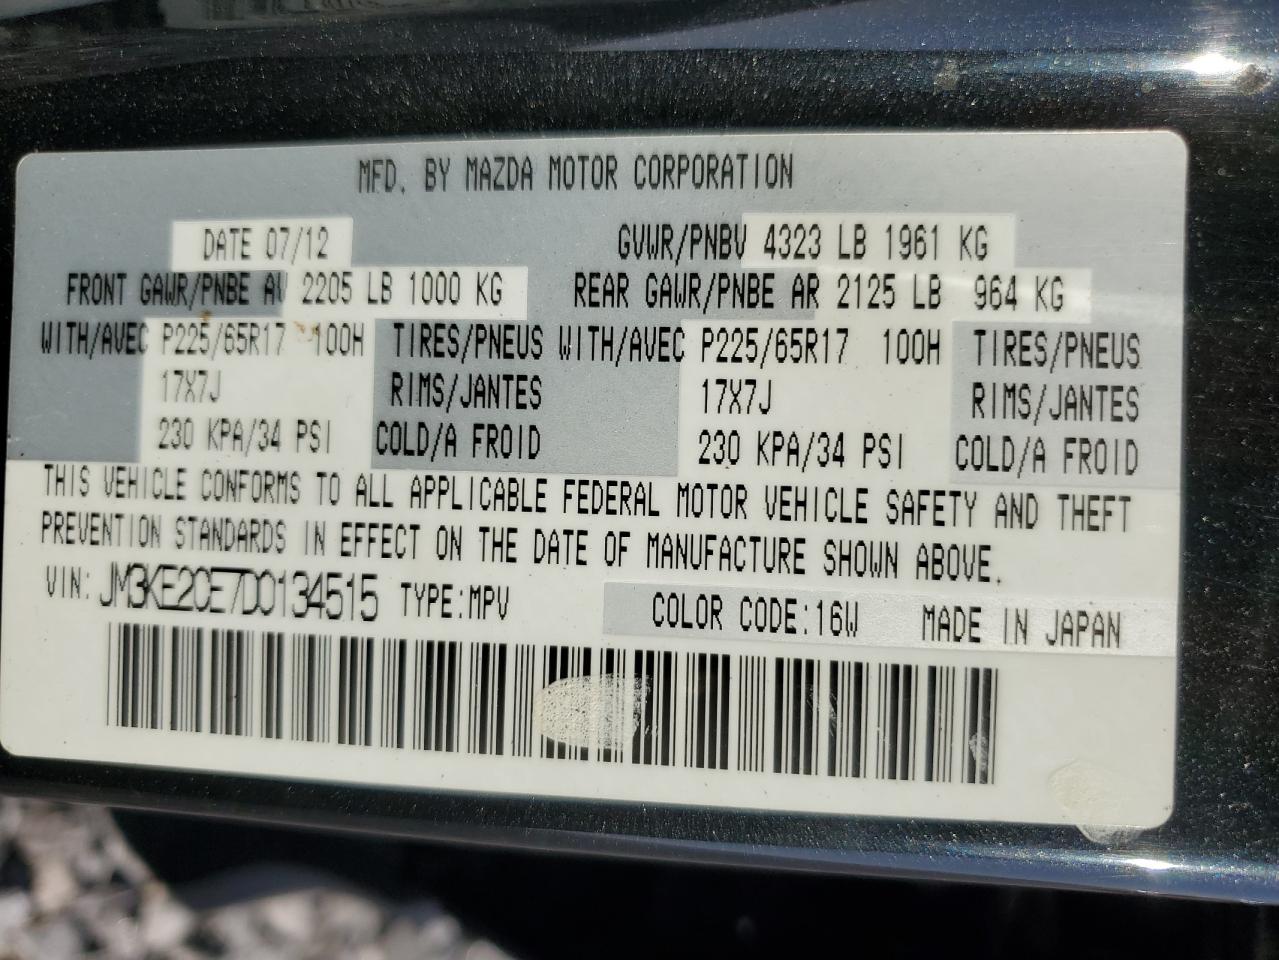 MFD. BY MAZDA MOTOR CORPORATION
DATE 07/12 GVWR/PNBV 4323 LB 1961 KG
FRONT GAWR/PNBE AV 2205 LB 1000 KG REAR GAWR/PNBE AR 2125 LB 964 KG
WITH/AVEC P225/65R17 100H TIRES/PNEUS WITH/AVEC P225/65R17 100H TIRES/PNEUS
17X7J RIMS/JANTES 17X7J RIMS/JANTES
230 KPA/34 PSI COLD/A FROID 230 KPA/34 PSI COLD/A FROID
THIS VEHICLE CONFORMS TO ALL APPLICABLE FEDERAL MOTOR VEHICLE SAFETY AND THEFT
PREVENTION STANDARDS IN EFFECT ON THE DATE OF MANUFACTURE SHOWN ABOVE.
VIN: JM3KE2CE7D0134515 TYPE:MPV COLOR CODE:16W MADE IN JAPAN